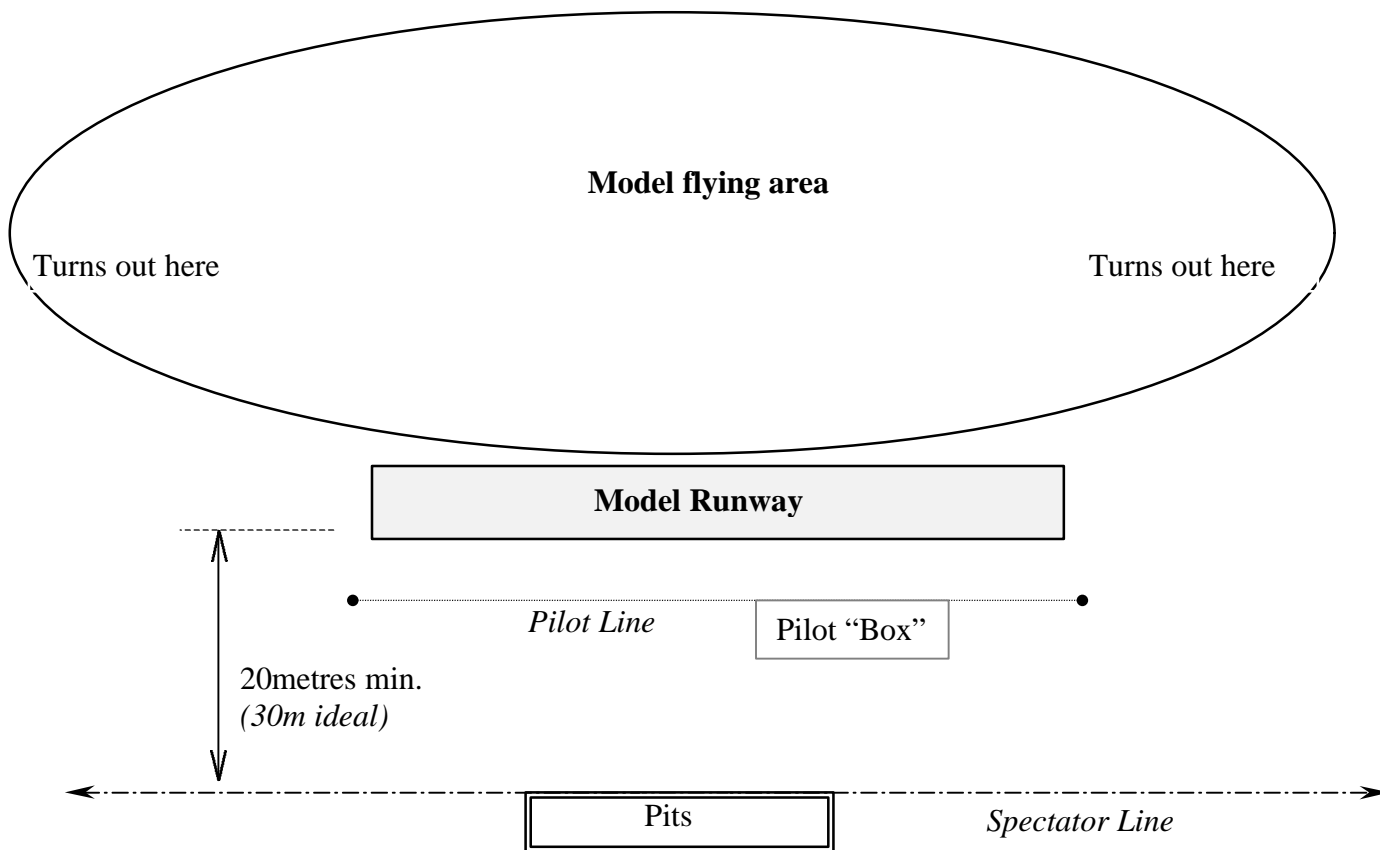 Model flying area
Turns out here
Turns out here
Model Runway
Pilot Line
Pilot “Box”
20metres min.
(30m ideal)
Pits
Spectator Line